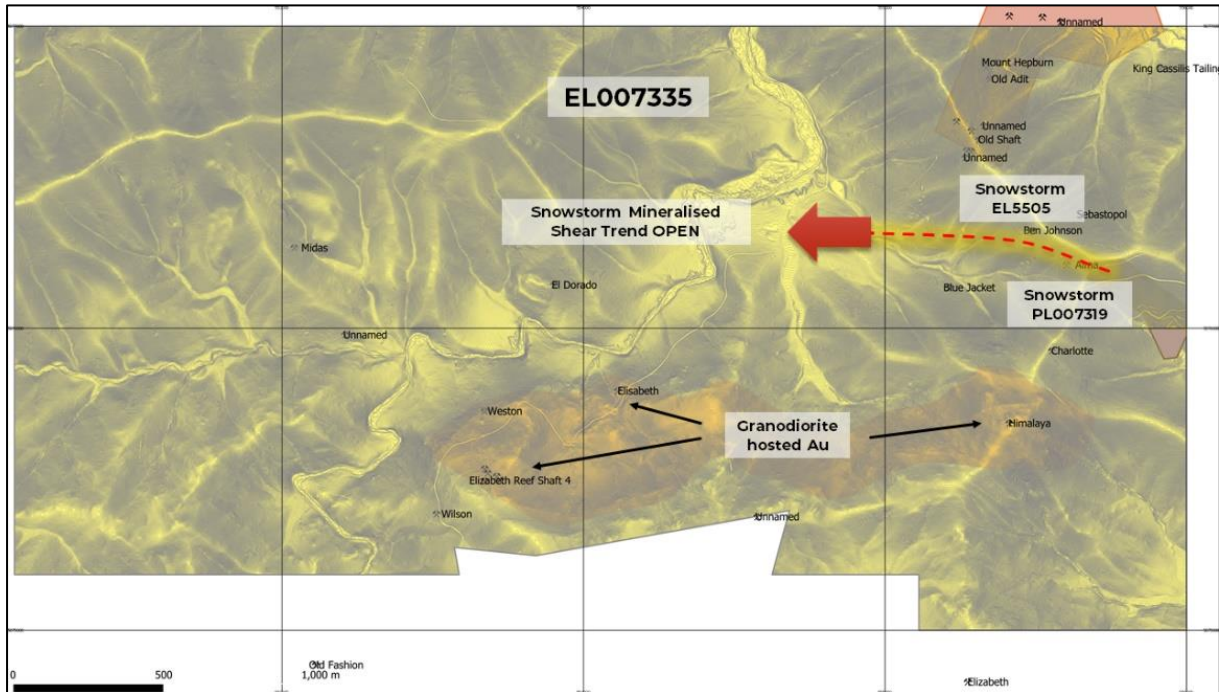 Unnamed
Mount Hepburn
Old Adit
King Cassilis Tailing
EL007335
Unnamed
Old Shaft
Unnamed
Snowstorm
EL5505
Sebastopol
Snowstorm Mineralised
Shear Trend OPEN
Ben Johnson
Midas
Alma
El Dorado
Blue Jacket
Snowstorm
PL007319
Unnamed
Charlotte
Elisabeth
Weston
Granodiorite
hosted Au
Himalaya
Elizabeth Reef Shaft 4
Wilson
Unnamed
Old Fashion
0
500
1,000 m
Elizabeth